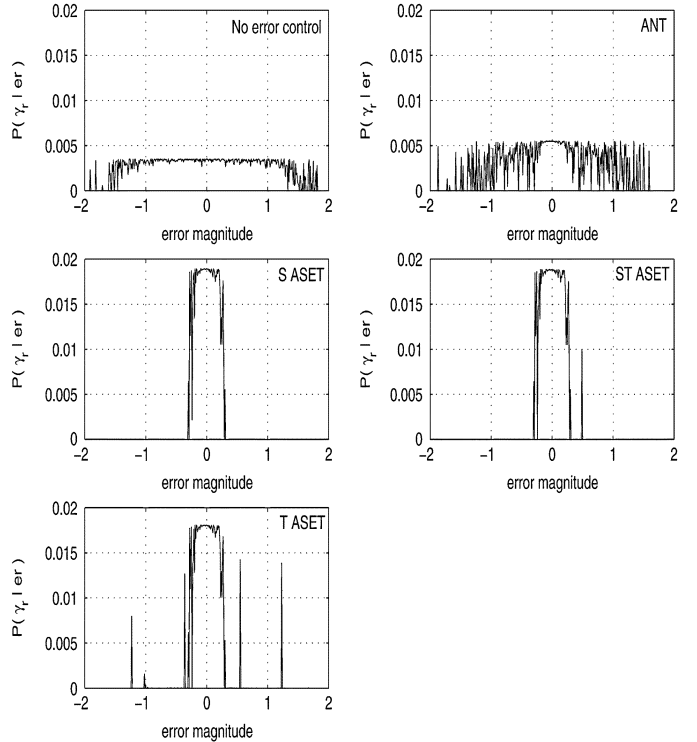 0.02 0.015 0.01 0.005 0
P( γr | er )
No error control
−2 −1 0 1 2
error magnitude
0.02 0.015 0.01 0.005 0
P( γr | er )
ANT
−2 −1 0 1 2
error magnitude
0.02 0.015 0.01 0.005 0
P( γr | er )
S ASET
−2 −1 0 1 2
error magnitude
0.02 0.015 0.01 0.005 0
P( γr | er )
ST ASET
−2 −1 0 1 2
error magnitude
0.02 0.015 0.01 0.005 0
P( γr | er )
T ASET
−2 −1 0 1 2
error magnitude